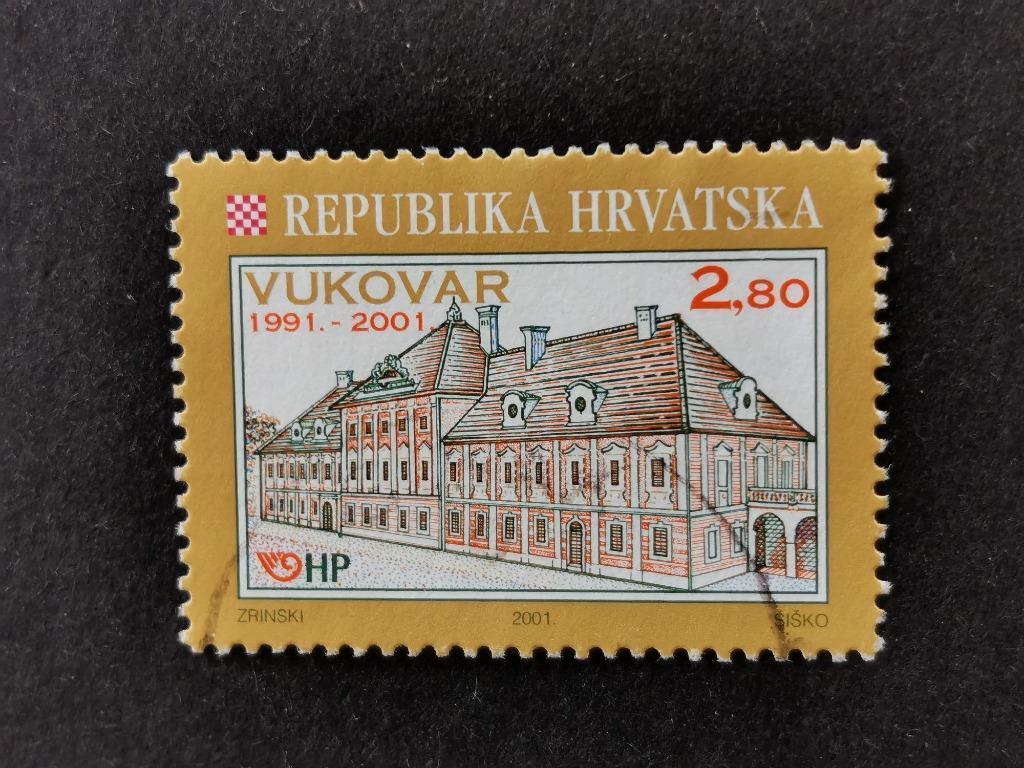 REPUBLIKA HRVATSKA
VUKOVAR 2,80
1991. - 2001.
HP
ZRINSKI 2001. ŠIŠKO